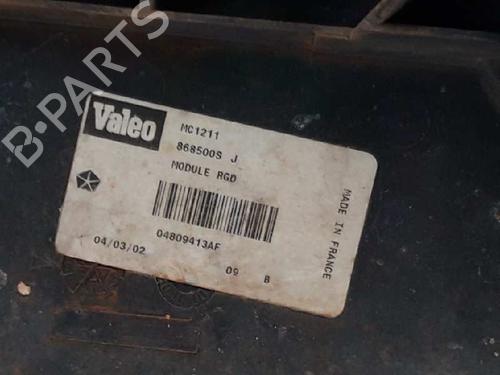 B-PARTS
Valeo
MC1211
868500S J
MODULE RGD
04809413AF
04/03/02
09 B
MADE IN FRANCE